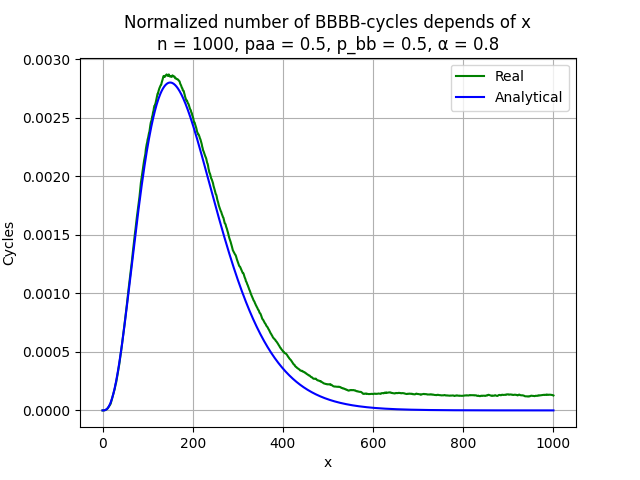 Normalized number of BBBB-cycles depends of x
n = 1000, paa = 0.5, p_bb = 0.5, α = 0.8
Real
Analytical
Cycles
0.0030
0.0025
0.0020
0.0015
0.0010
0.0005
0.0000
0 200 400 600 800 1000
x